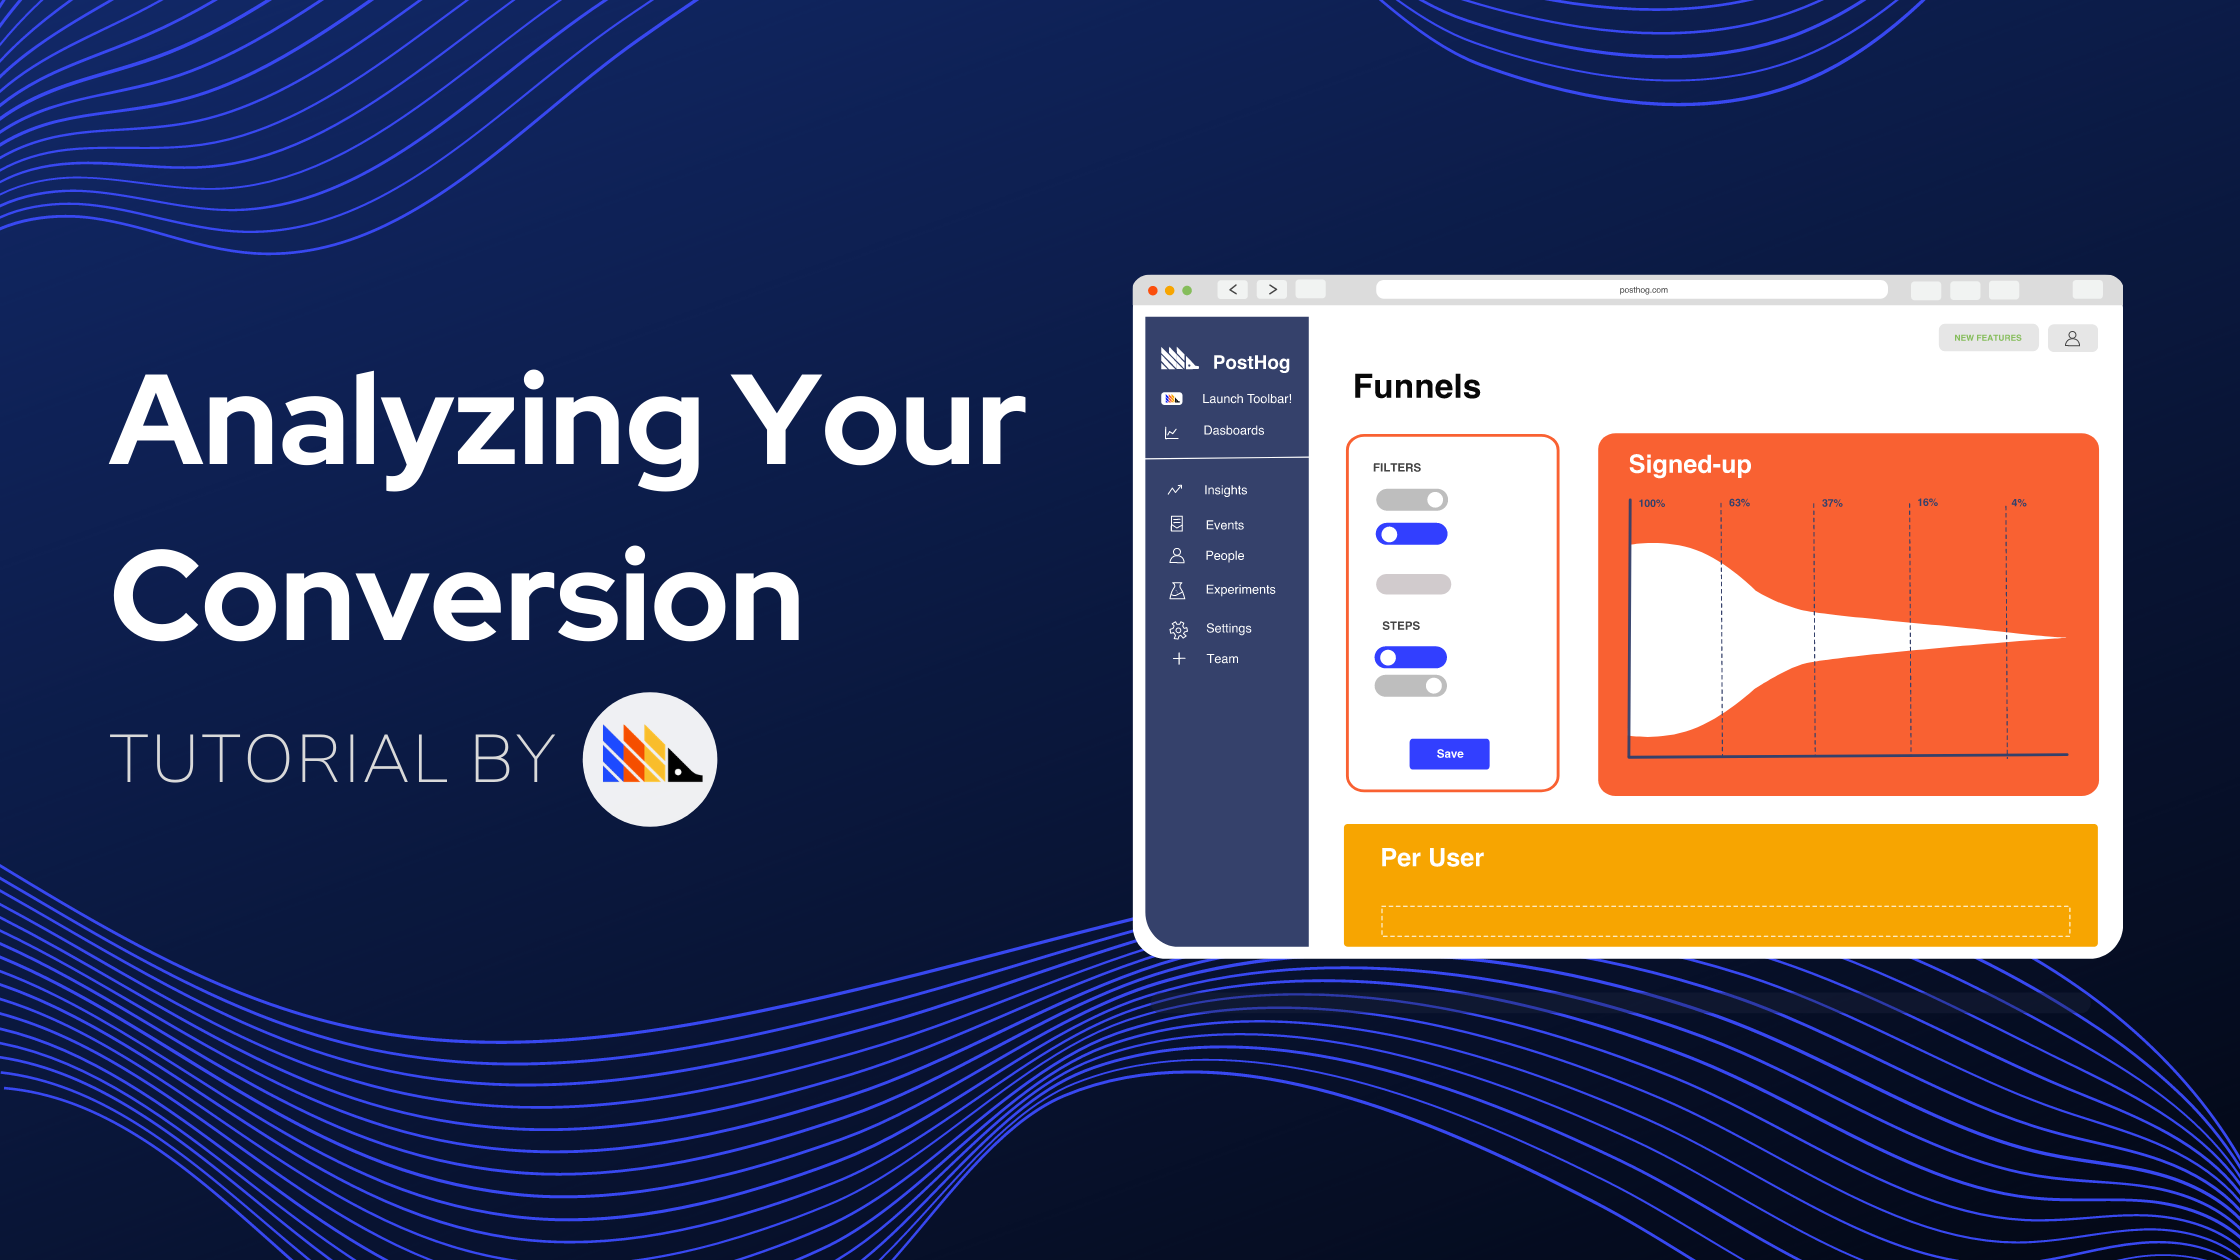 Analyzing Your
Conversion
TUTORIAL BY
posthog.com
NEW FEATURES
PostHog
Launch Toolbar!
Dasboards
Insights
Events
People
Experiments
Settings
Team
Funnels
FILTERS
STEPS
Save
Signed-up
100% 63% 37% 16% 4%
Per User